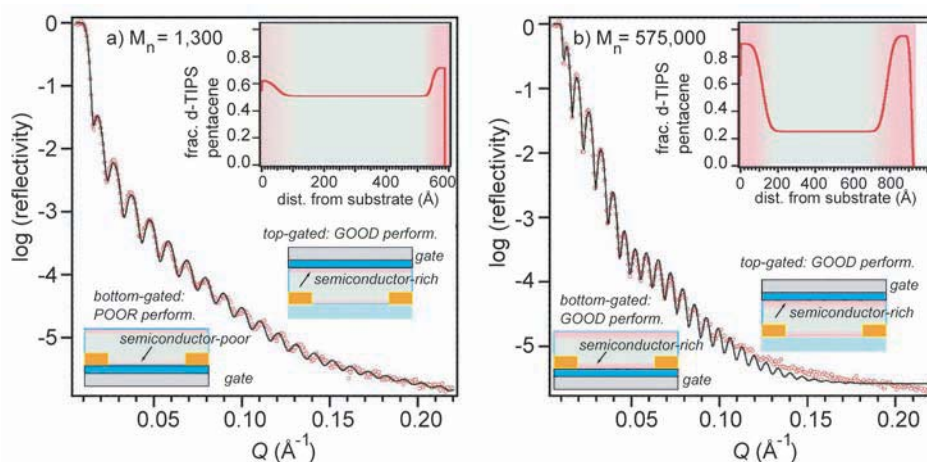 a) Mn = 1,300
log (reflectivity)
0
-1
-2
-3
-4
-5
0.05
0.10
0.15
0.20
Q (Å-1)
frac. d-TIPS
pentacene
1.0
0.8
0.6
0.4
0.2
0.0
0
200
400
600
dist. from substrate (Å)
top-gated: GOOD perform.
gate
semiconductor-rich
bottom-gated:
POOR perform.
semiconductor-poor
gate
b) Mn = 575,000
log (reflectivity)
0
-1
-2
-3
-4
-5
0.05
0.10
0.15
0.20
Q (Å-1)
frac. d-TIPS
pentacene
1.0
0.8
0.6
0.4
0.2
0.0
0
200
400
600
800
dist. from substrate (Å)
top-gated: GOOD perform.
gate
semiconductor-rich
bottom-gated:
GOOD perform.
semiconductor-rich
gate